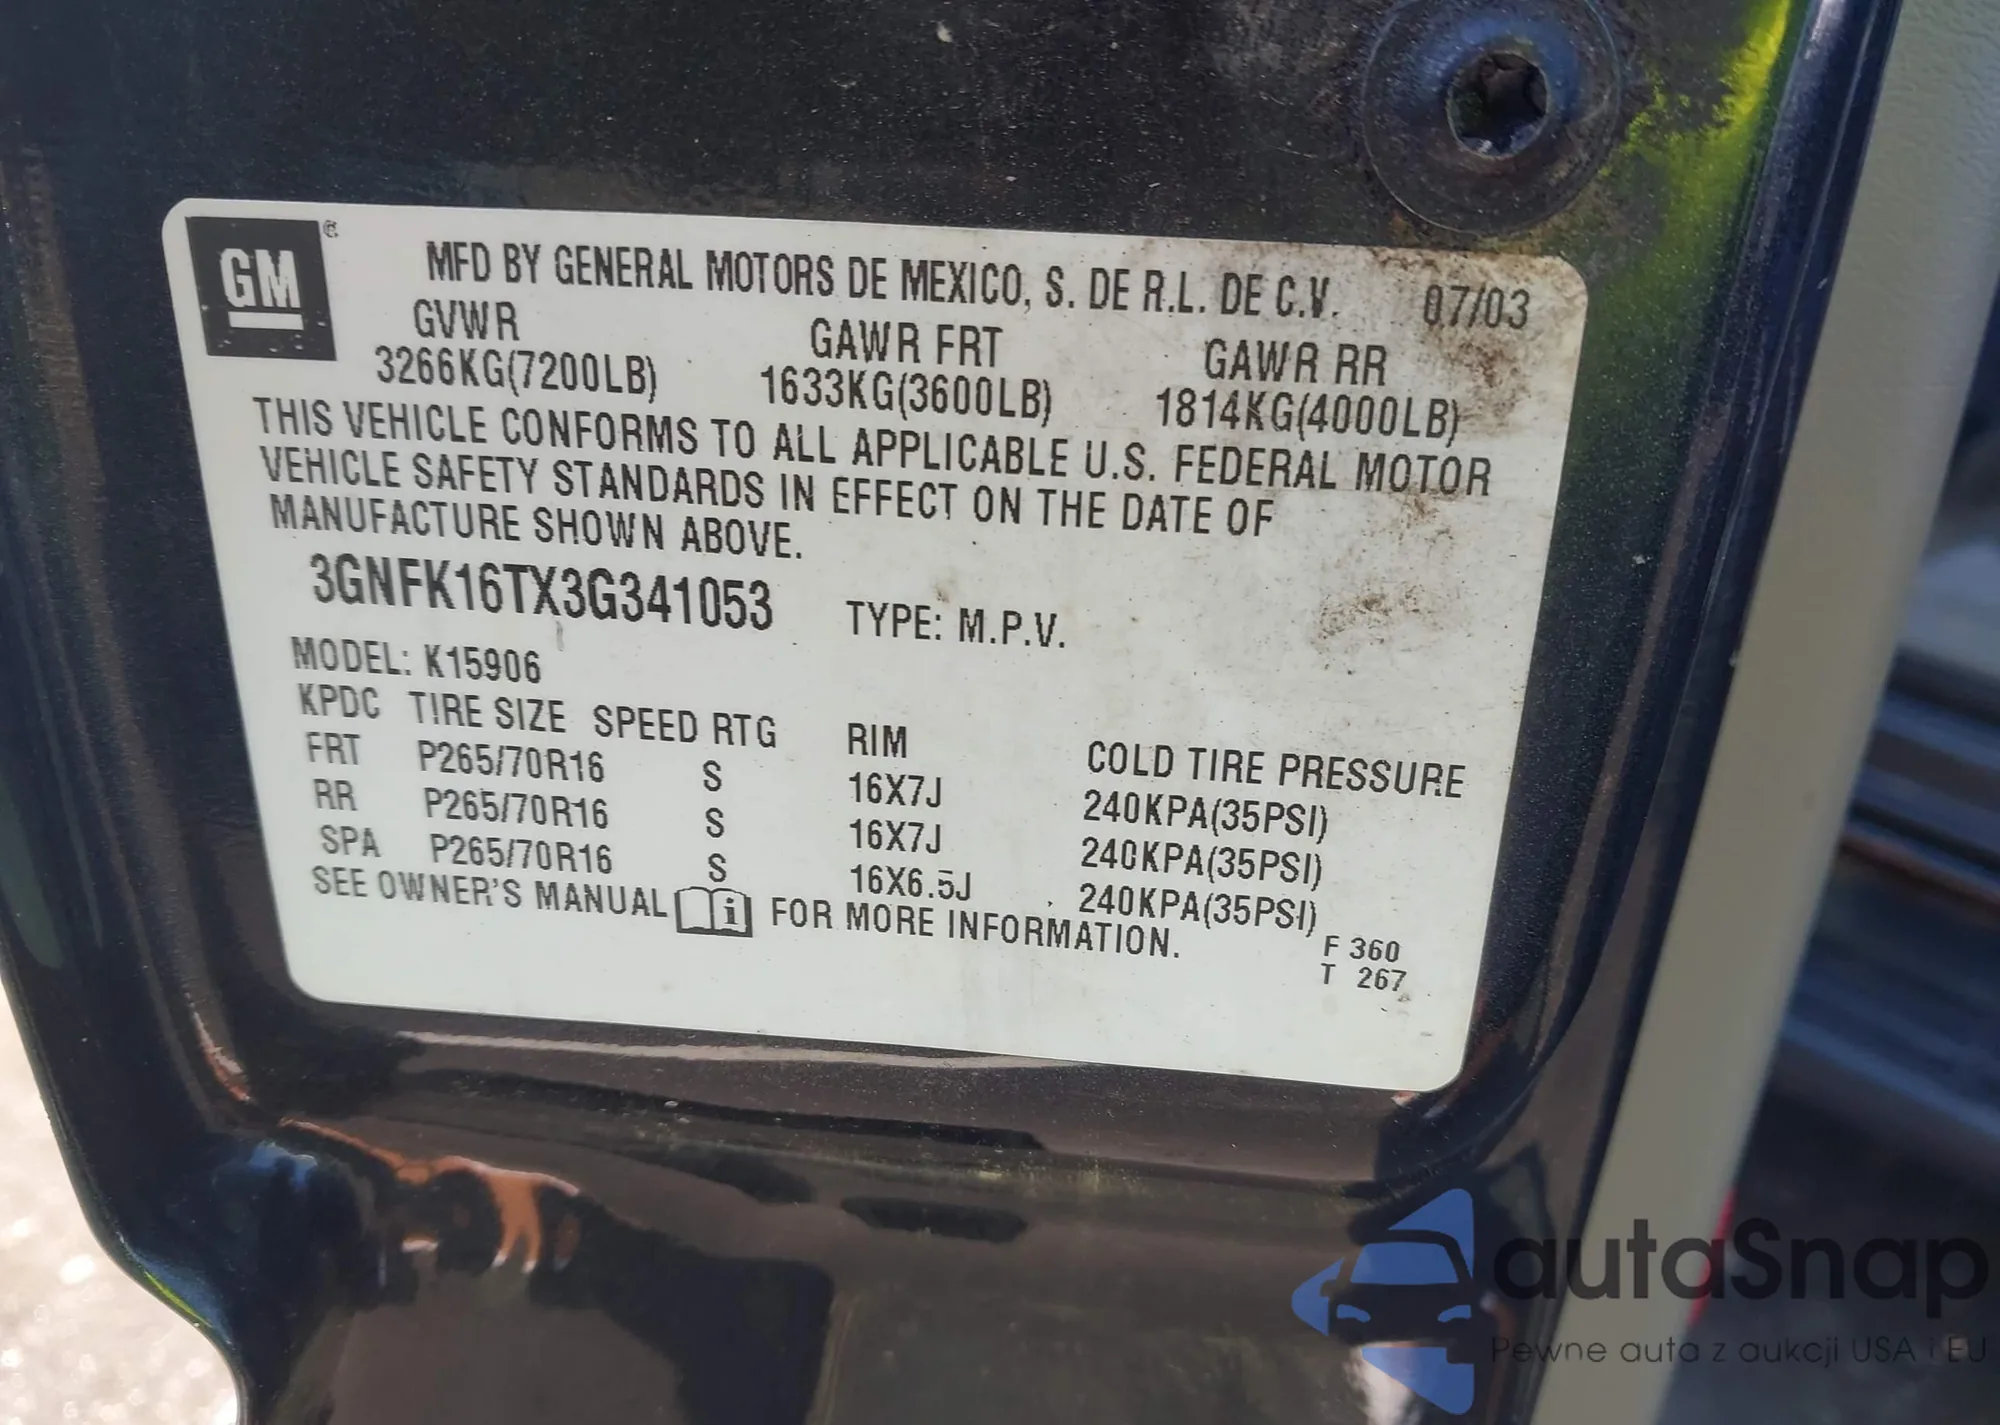 GM
MFD BY GENERAL MOTORS DE MEXICO, S. DE R.L. DE C.V. 07/03
GVWR GAWR FRT GAWR RR
3266KG(7200LB) 1633KG(3600LB) 1814KG(4000LB)
THIS VEHICLE CONFORMS TO ALL APPLICABLE U.S. FEDERAL MOTOR
VEHICLE SAFETY STANDARDS IN EFFECT ON THE DATE OF
MANUFACTURE SHOWN ABOVE.
3GNFK16TX3G341053 TYPE: M.P.V.
MODEL: K15906
KPDC TIRE SIZE SPEED RTG RIM COLD TIRE PRESSURE
FRT P265/70R16 S 16X7J 240KPA(35PSI)
RR P265/70R16 S 16X7J 240KPA(35PSI)
SPA P265/70R16 S 16X6.5J 240KPA(35PSI)
SEE OWNER'S MANUAL i FOR MORE INFORMATION.
F 360
T 267
autaSnap
Pewne auta z aukcji USA i EU